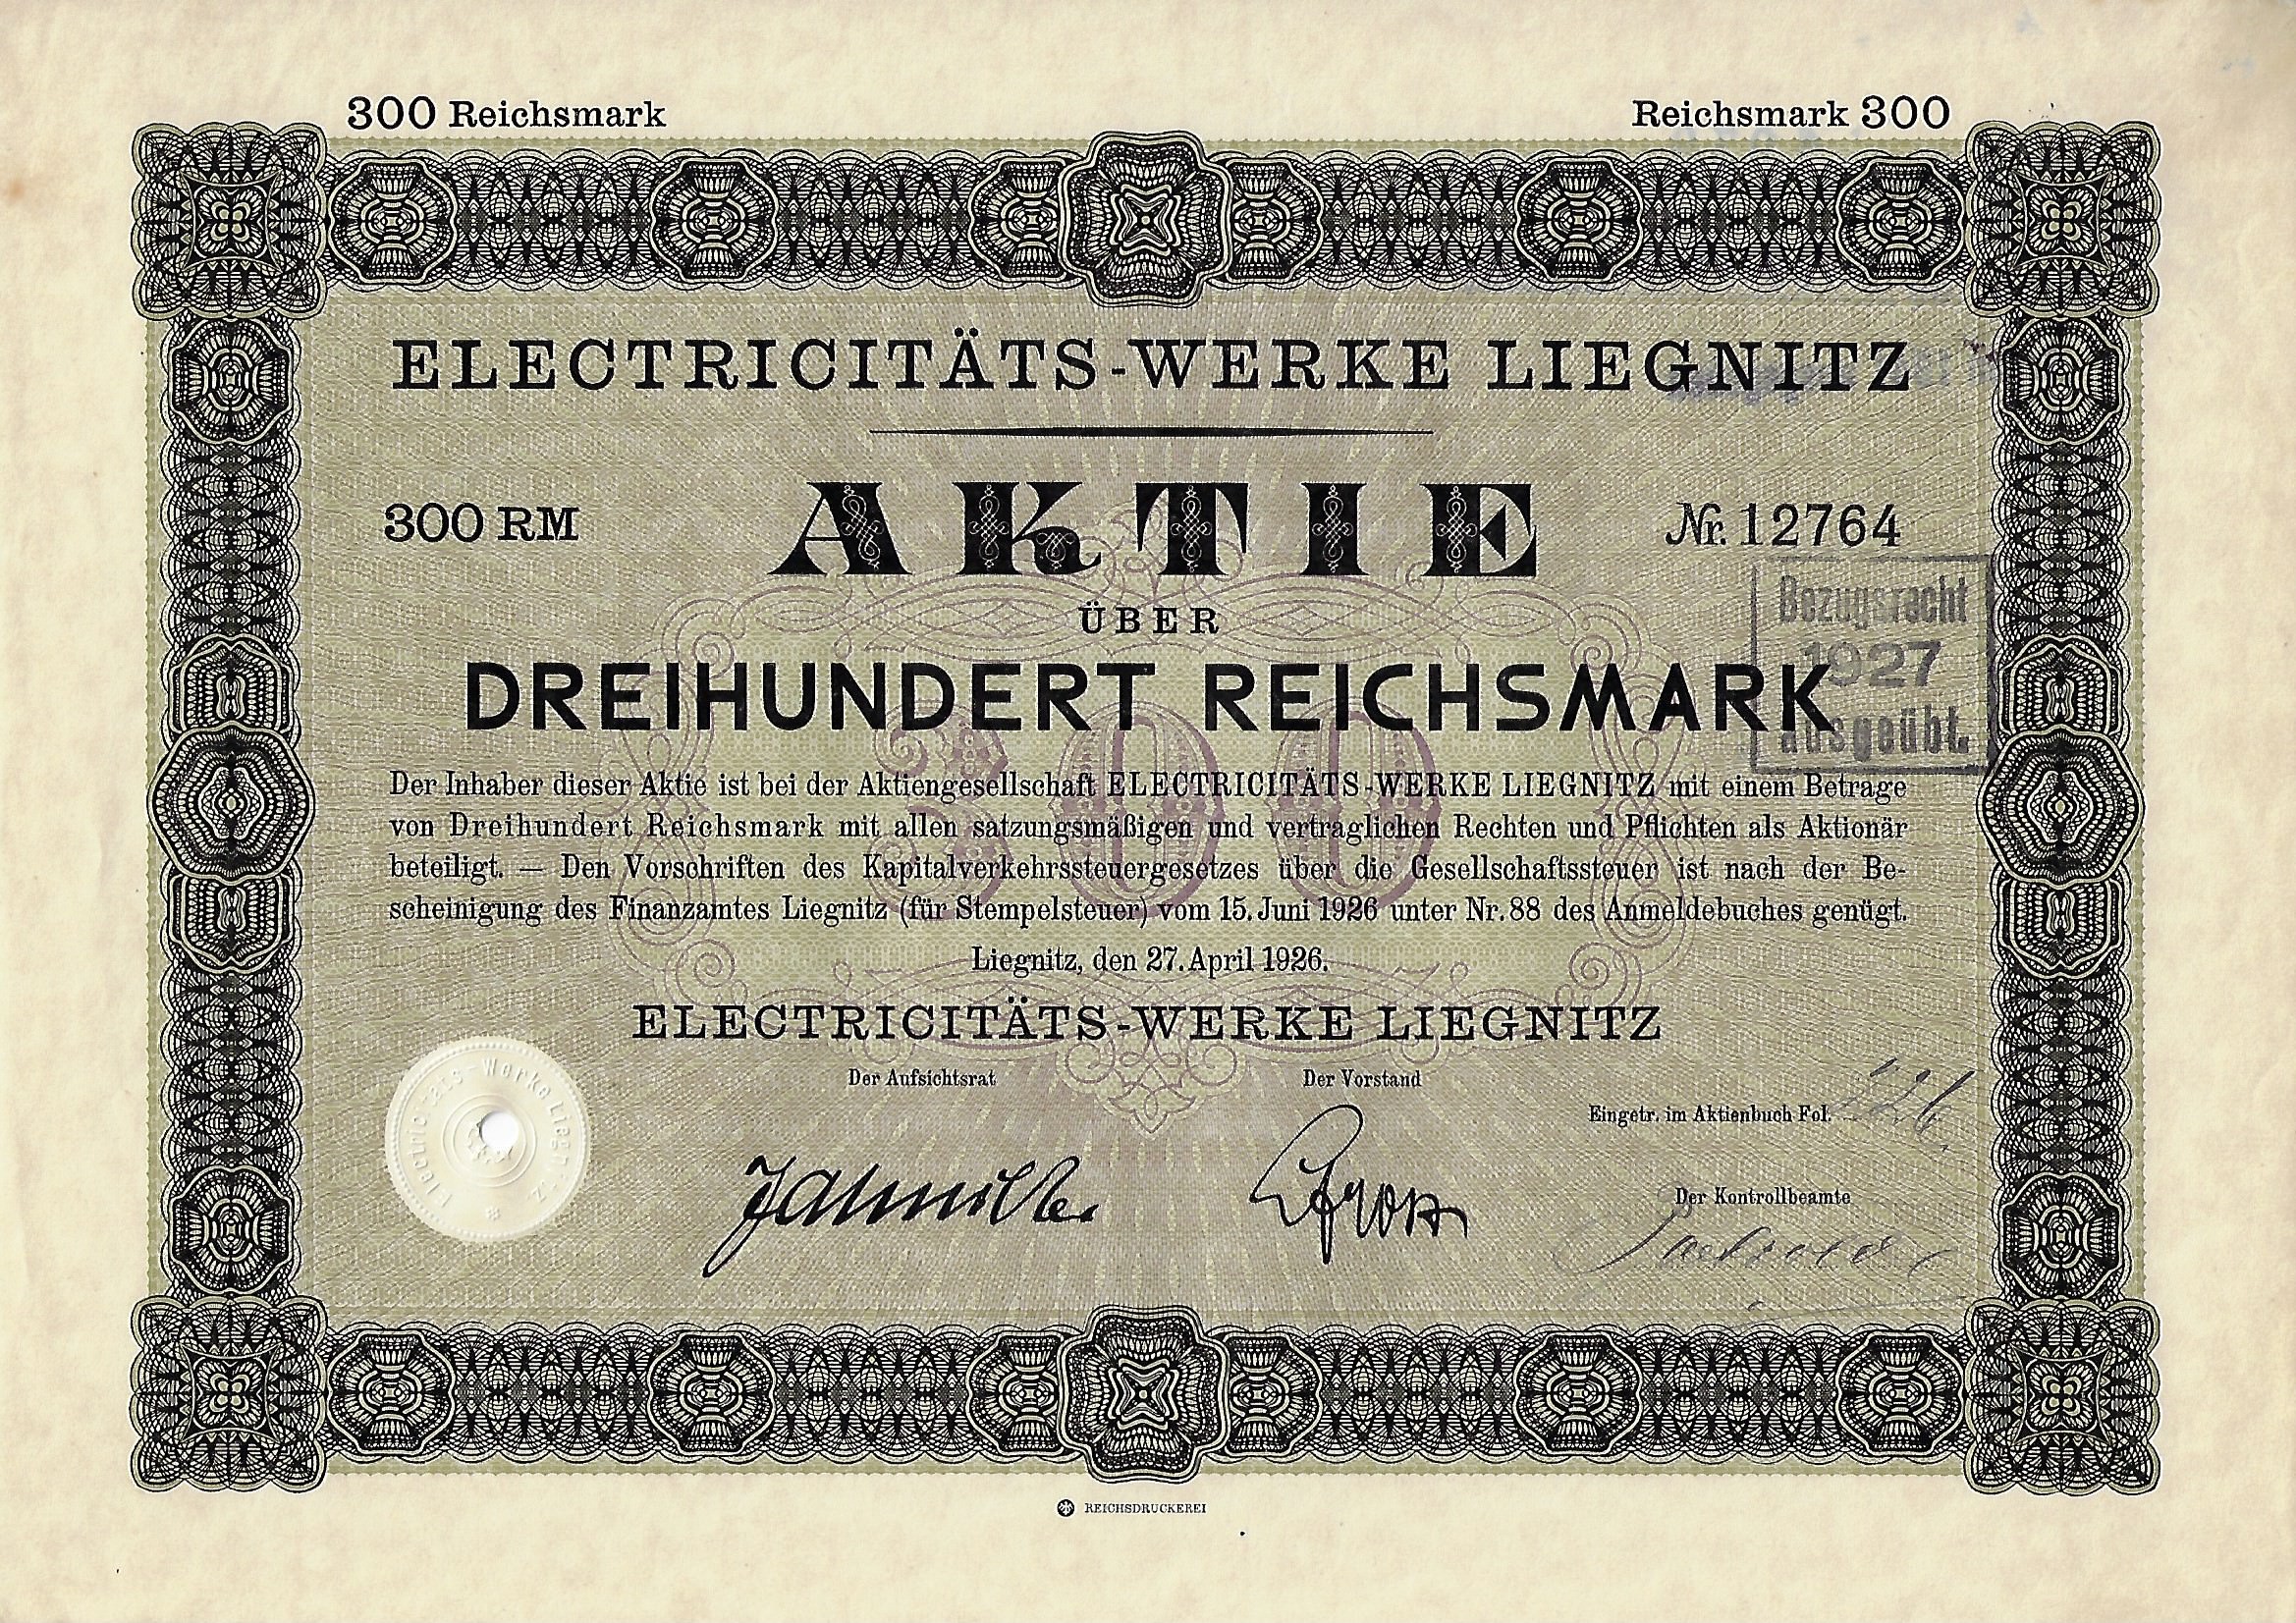 300 Reichsmark
Reichsmark 300
ELECTRICITÄTS-WERKE LIEGNITZ
300 RM
AKTIE
Nr. 12764
ÜBER
DREIHUNDERT REICHSMARK
Bezugsrecht
1927
ausgeübt.
Der Inhaber dieser Aktie ist bei der Aktiengesellschaft ELECTRICITÄTS-WERKE LIEGNITZ mit einem Betrage
von Dreihundert Reichsmark mit allen satzungsmäßigen und vertraglichen Rechten und Pflichten als Aktionär
beteiligt. — Den Vorschriften des Kapitalverkehrssteuergesetzes über die Gesellschaftssteuer ist nach der Be-
scheinigung des Finanzamtes Liegnitz (für Stempelsteuer) vom 15. Juni 1926 unter Nr. 88 des Anmeldebuches genügt.
Liegnitz, den 27. April 1926.
300
ELECTRICITÄTS-WERKE LIEGNITZ
Der Aufsichtsrat
Der Vorstand
Eingetr. im Aktienbuch Fol.
Der Kontrollbeamte
Electricitäts-Werke Liegnitz
REICHSDRUCKEREI